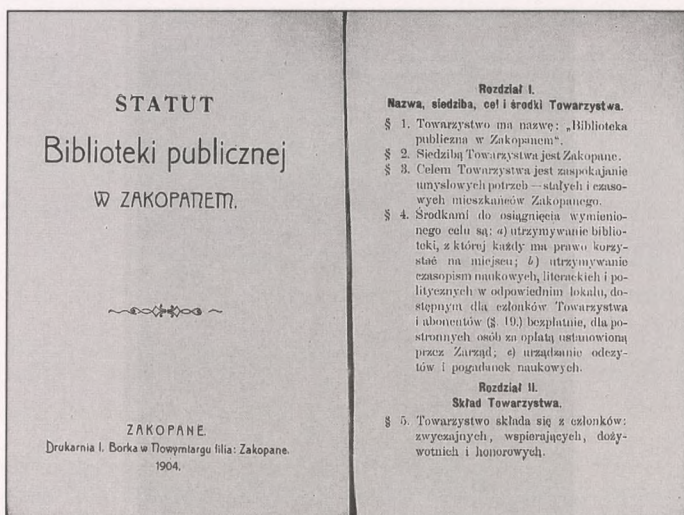 STATUT
Biblioteki publicznej
W ZAKOPANEM.
ZAKOPANE.
Drukarnia I. Borka w Nowymtargu filia: Zakopane.
1904.
Rozdział I.
Nazwa, siedziba, cel i środki Towarzystwa.
§ 1. Towarzystwo ma nazwę: „Biblioteka
publiczna w Zakopanem“.
§ 2. Siedzibą Towarzystwa jest Zakopane.
§ 3. Celem Towarzystwa jest zaspokajanie
umysłowych potrzeb — stałych i czaso-
wych mieszkańców Zakopanego.
§ 4. Środkami do osiągnięcia wymienio-
nego celu są: a) utrzymywanie biblio-
teki, z której każdy ma prawo korzy-
stać na miejscu; b) utrzymywanie
czasopism naukowych, literackich i po-
litycznych w odpowiednim lokalu, do-
stępnym dla członków Towarzystwa
i abonentów (§. 19.) bezpłatnie, dla po-
stronnych osób za opłatą ustanowioną
przez Zarząd; c) urządzanie odczy-
tów i pogadanek naukowych.
Rozdział II.
Skład Towarzystwa.
§ 5. Towarzystwo składa się z członków:
zwyczajnych, wspierających, doży-
wotnich i honorowych.